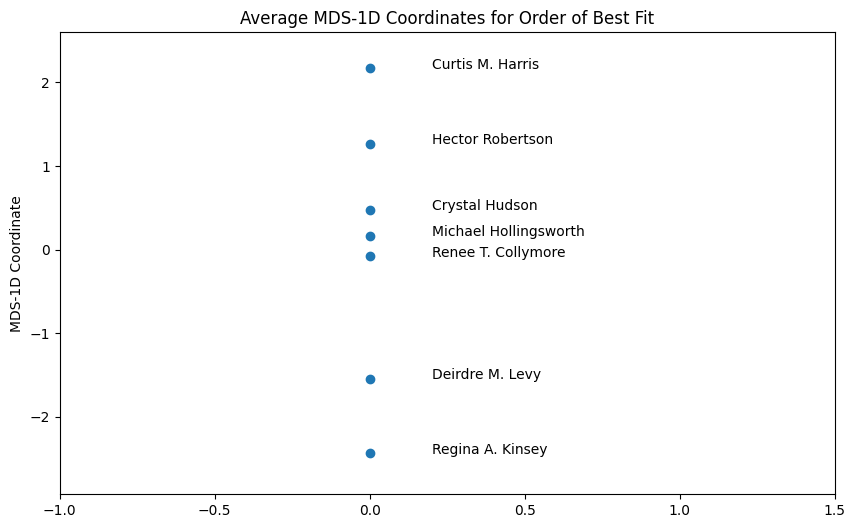 Average MDS-1D Coordinates for Order of Best Fit
MDS-1D Coordinate
2
1
0
−1
−2
Curtis M. Harris
Hector Robertson
Crystal Hudson
Michael Hollingsworth
Renee T. Collymore
Deirdre M. Levy
Regina A. Kinsey
−1.0 −0.5 0.0 0.5 1.0 1.5